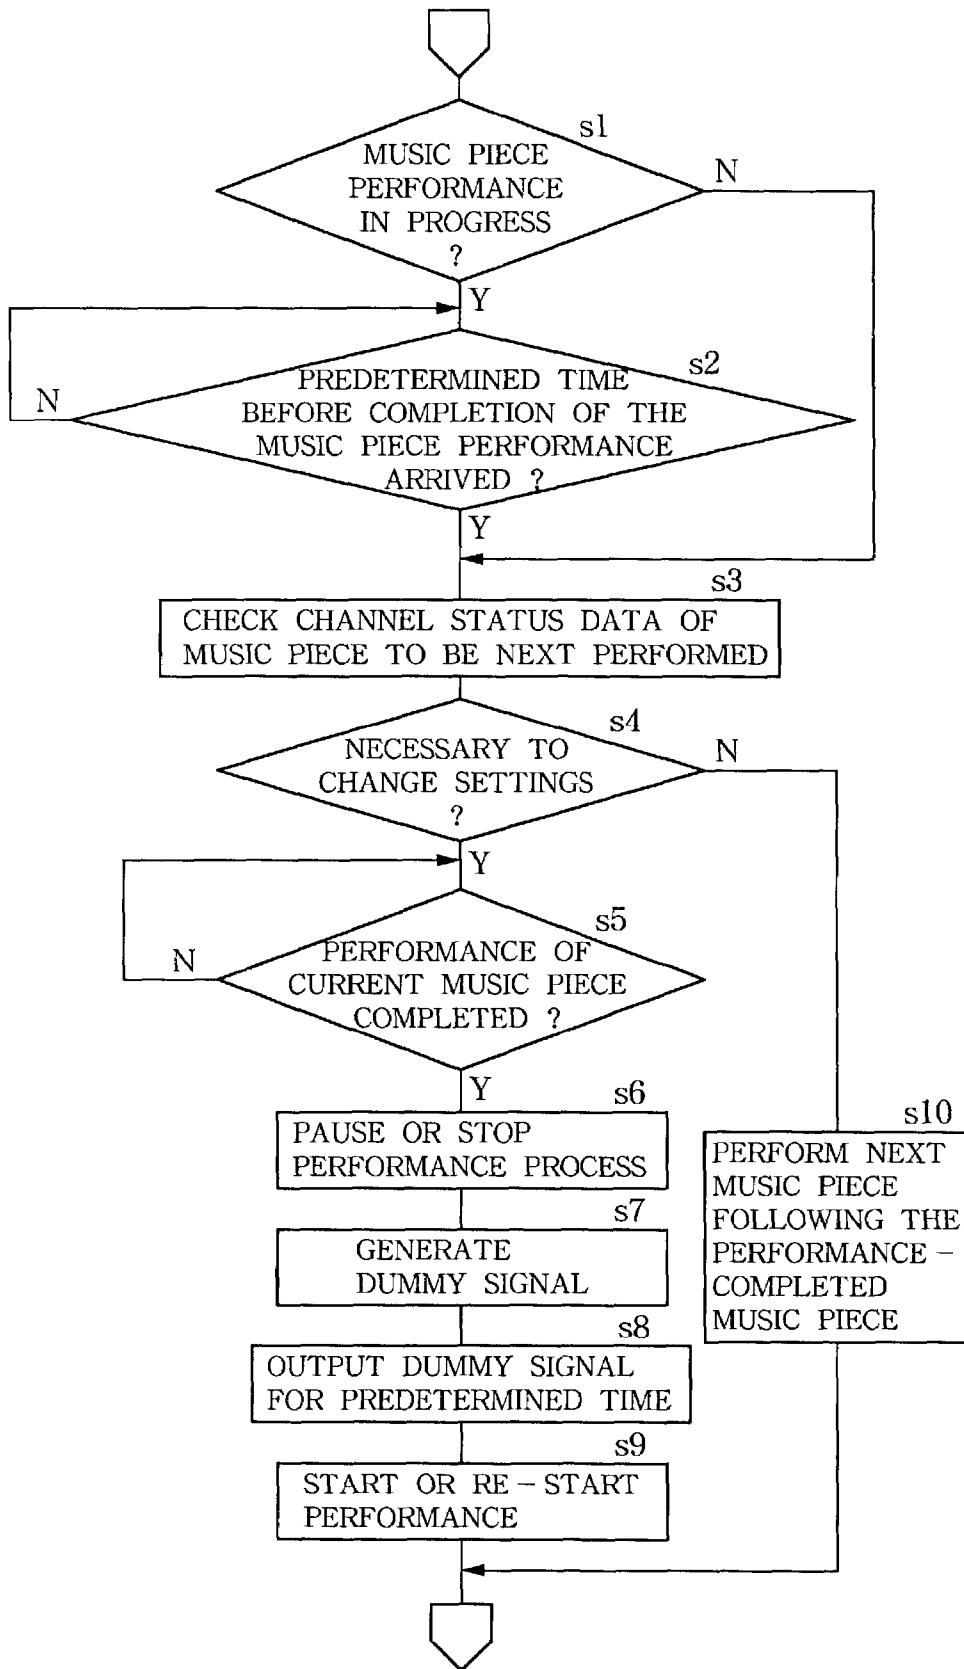 s1
MUSIC PIECE
PERFORMANCE
IN PROGRESS
?
N
Y
s2
PREDETERMINED TIME
BEFORE COMPLETION OF THE
MUSIC PIECE PERFORMANCE
ARRIVED ?
N
Y
s3
CHECK CHANNEL STATUS DATA OF
MUSIC PIECE TO BE NEXT PERFORMED
s4
NECESSARY TO
CHANGE SETTINGS
?
N
Y
s5
PERFORMANCE OF
CURRENT MUSIC PIECE
COMPLETED ?
N
Y
s6
PAUSE OR STOP
PERFORMANCE PROCESS
s7
GENERATE
DUMMY SIGNAL
s8
OUTPUT DUMMY SIGNAL
FOR PREDETERMINED TIME
s9
START OR RE-START
PERFORMANCE
s10
PERFORM NEXT
MUSIC PIECE
FOLLOWING THE
PERFORMANCE-
COMPLETED
MUSIC PIECE